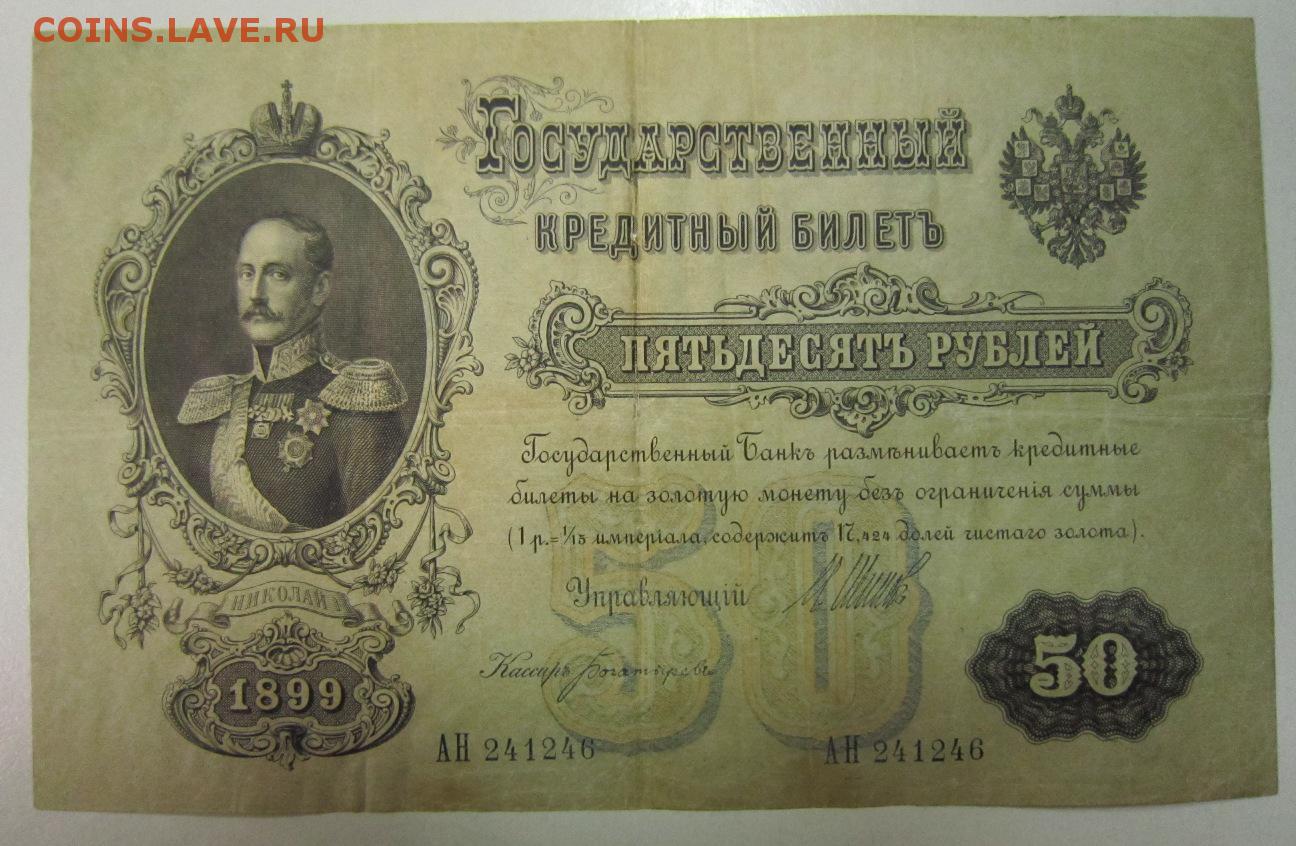 COINS.LAVE.RU
Государственный
кредитный билетъ
пятьдесятъ рублей
Государственный Банкъ размѣниваетъ кредитные
билеты на золотую монету безъ ограниченія суммы
(1 р.=1/15 имперіала, содержитъ 17,424 долей чистаго золота).
Управляющій
НИКОЛАЙ I
Кассиръ Богатыревъ
1899
50
50
АН 241246
АН 241246